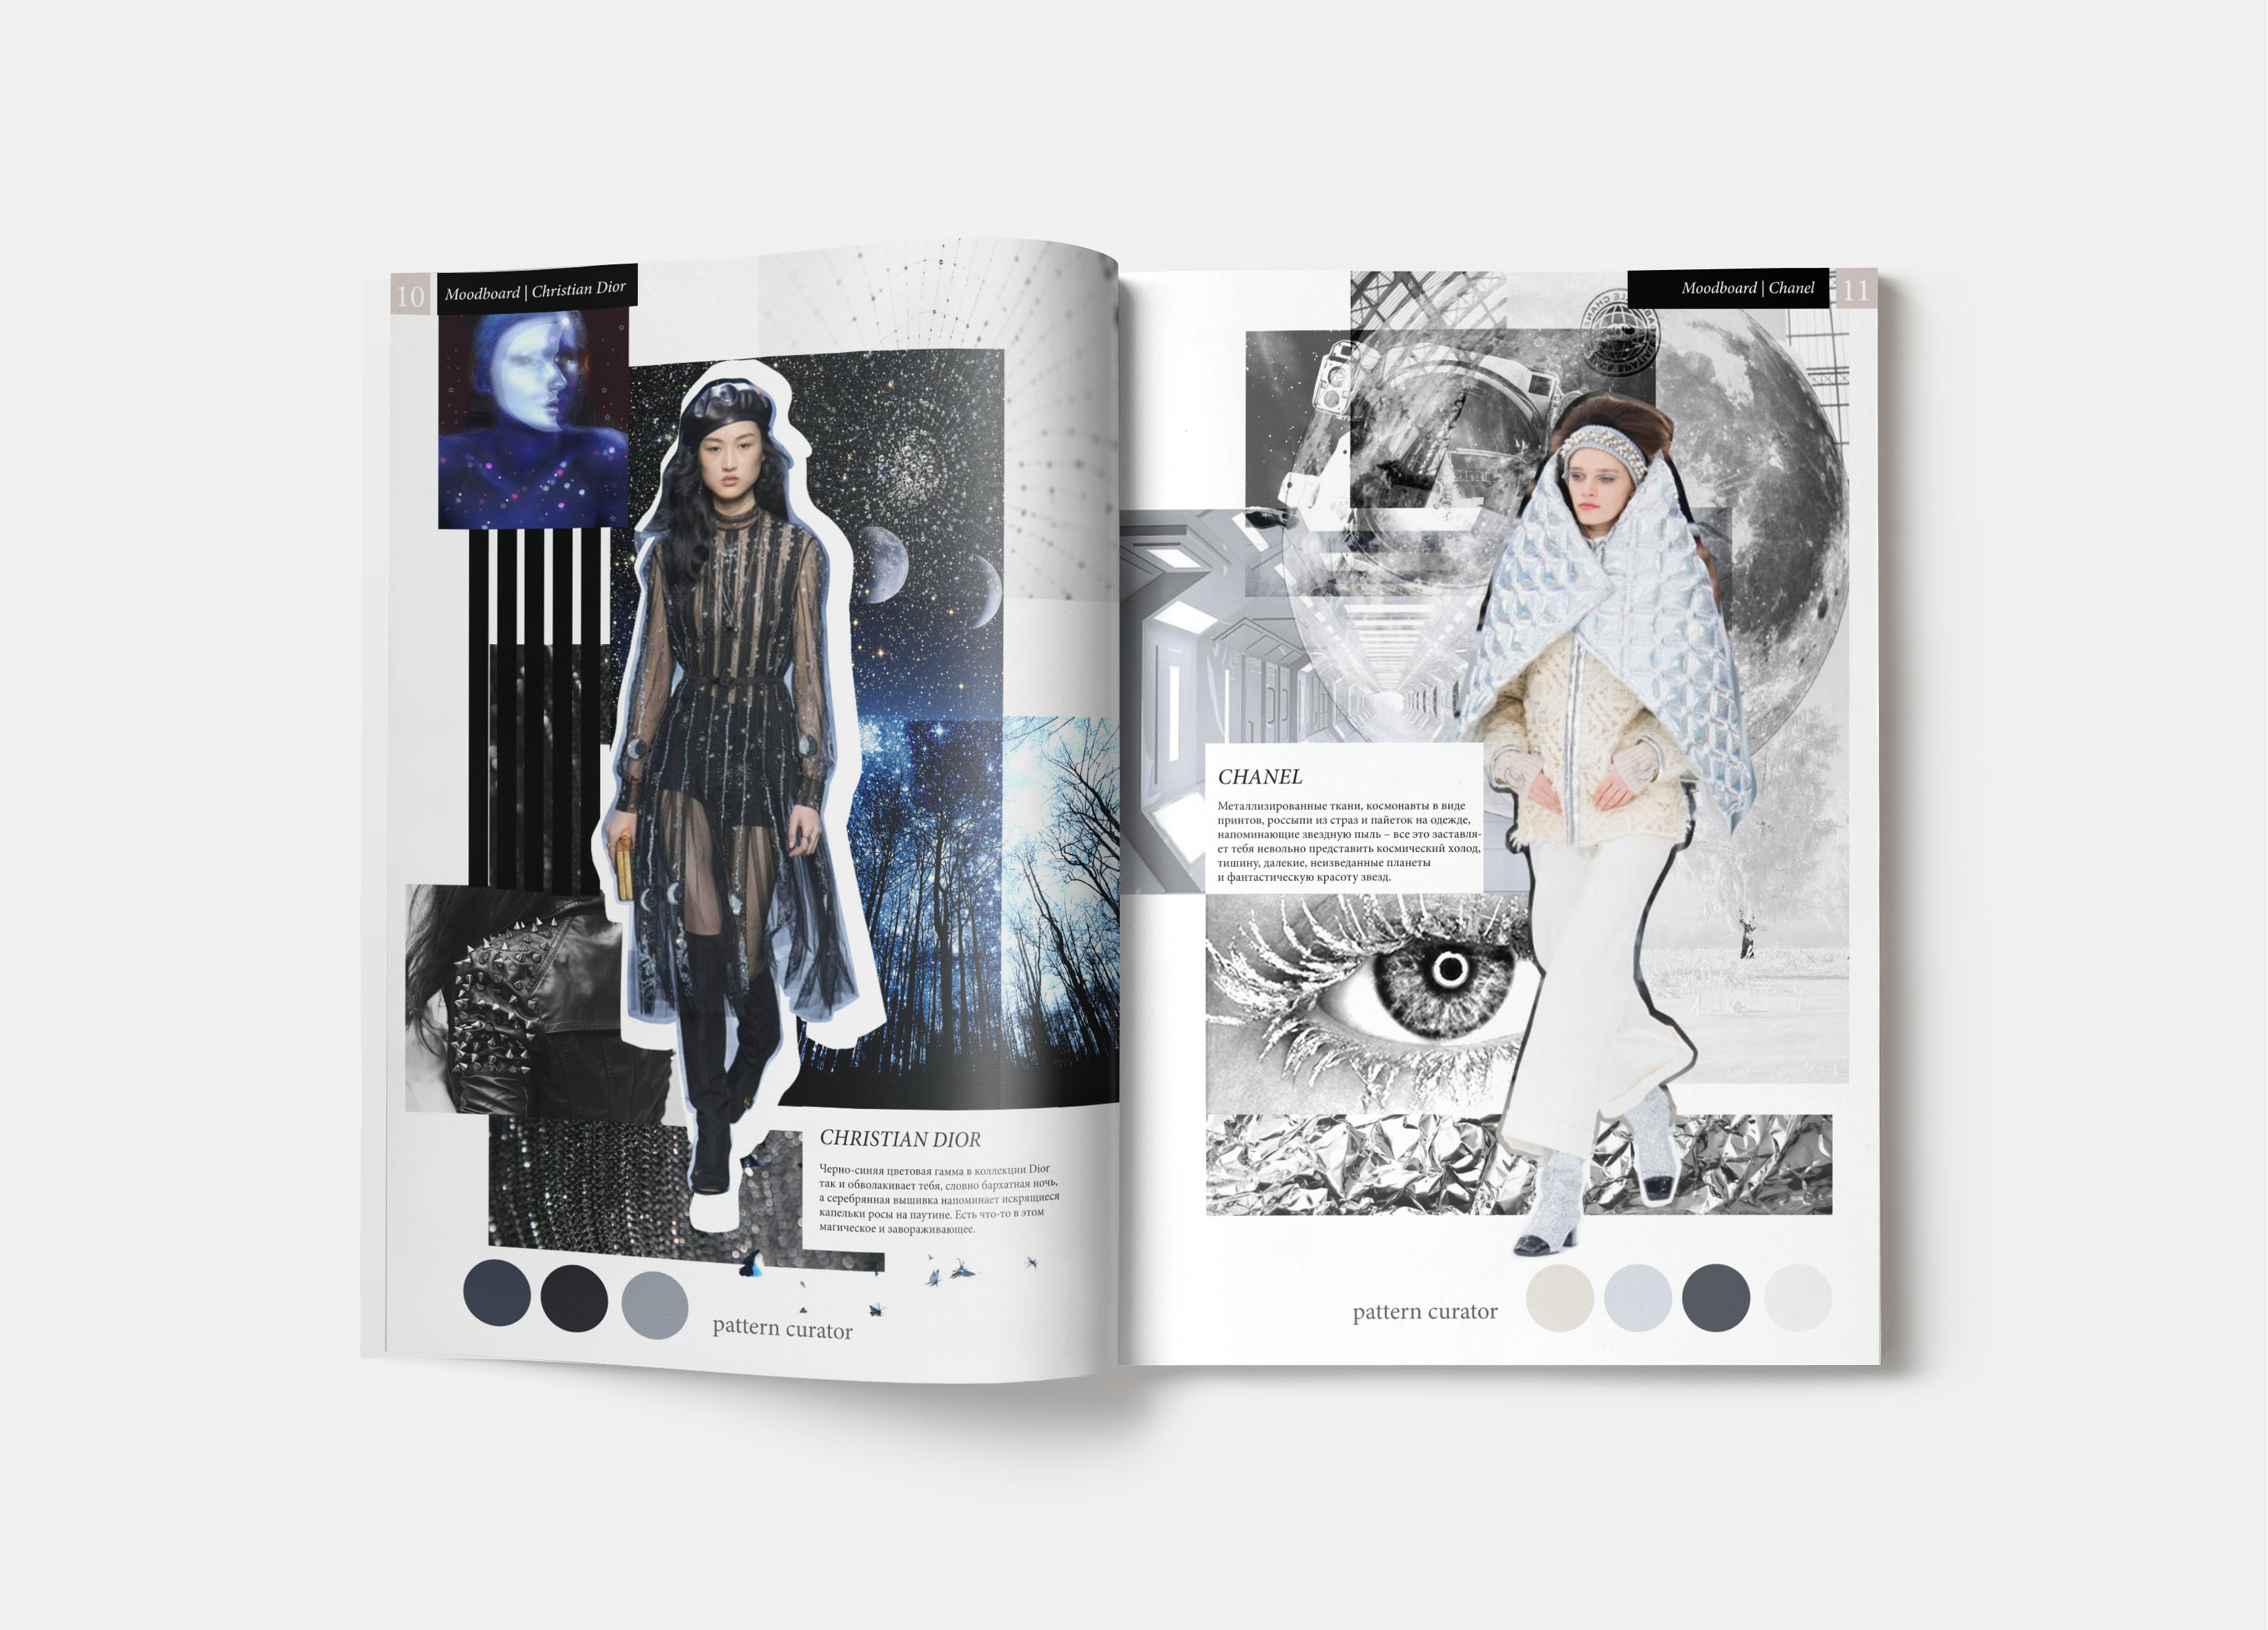 10
Moodboard | Christian Dior
CHRISTIAN DIOR
Черно-синяя цветовая гамма в коллекции Dior
так и обволакивает тебя, словно бархатная ночь,
а серебрянная вышивка напоминает искрящиеся
капельки росы на паутине. Есть что-то в этом
магическое и завораживающее.
pattern curator
Moodboard | Chanel
11
CHANEL
Металлизированные ткани, космонавты в виде
принтов, россыпи из страз и пайеток на одежде,
напоминающие звездную пыль – все это заставля-
ет тебя невольно представить космический холод,
тишину, далекие, неизведанные планеты
и фантастическую красоту звезд.
pattern curator